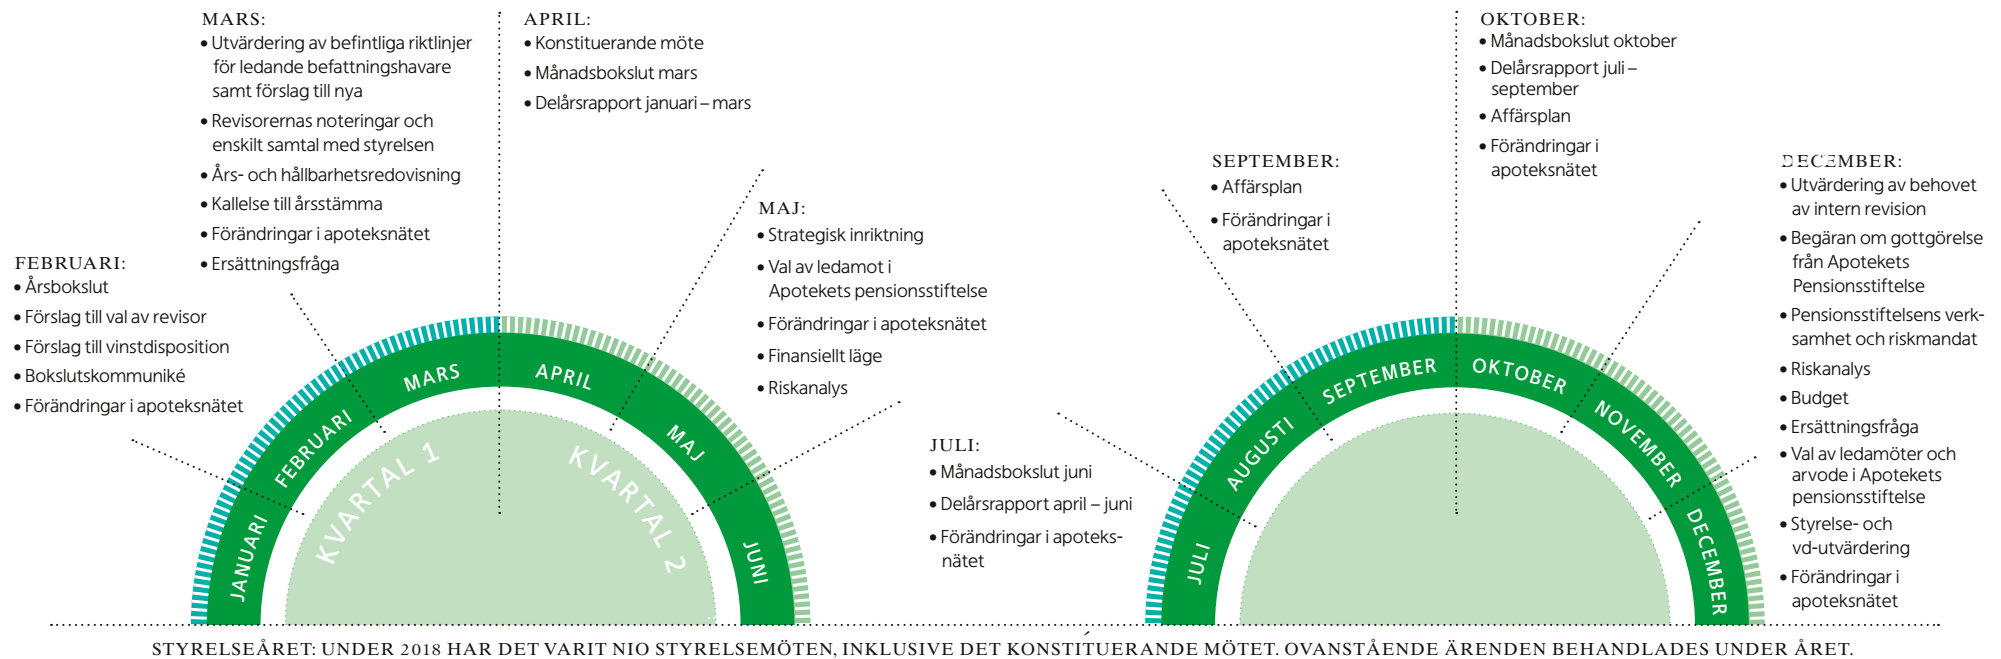 MARS:
• Utvärdering av befintliga riktlinjer
för ledande befattningshavare
samt förslag till nya
• Revisorernas noteringar och
enskilt samtal med styrelsen
• Års- och hållbarhetsredovisning
• Kallelse till årsstämma
• Förändringar i apoteksnätet
• Ersättningsfråga
APRIL:
• Konstituerande möte
• Månadsbokslut mars
• Delårsrapport januari – mars
FEBRUARI:
• Årsbokslut
• Förslag till val av revisor
• Förslag till vinstdisposition
• Bokslutskommuniké
• Förändringar i apoteksnätet
MAJ:
• Strategisk inriktning
• Val av ledamot i
Apotekets pensionsstiftelse
• Förändringar i apoteksnätet
• Finansiellt läge
• Riskanalys
JANUARI
FEBRUARI
MARS
APRIL
MAJ
JUNI
KVARTAL 1
KVARTAL 2
JULI:
• Månadsbokslut juni
• Delårsrapport april – juni
• Förändringar i apoteks-
nätet
SEPTEMBER:
• Affärsplan
• Förändringar i
apoteksnätet
OKTOBER:
• Månadsbokslut oktober
• Delårsrapport juli –
september
• Affärsplan
• Förändringar i
apoteksnätet
DECEMBER:
• Utvärdering av behovet
av intern revision
• Begäran om gottgörelse
från Apotekets
Pensionsstiftelse
• Pensionsstiftelsens verk-
samhet och riskmandat
• Riskanalys
• Budget
• Ersättningsfråga
• Val av ledamöter och
arvode i Apotekets
pensionsstiftelse
• Styrelse- och
vd-utvärdering
• Förändringar i
apoteksnätet
JULI
AUGUSTI
SEPTEMBER
OKTOBER
NOVEMBER
DECEMBER
STYRELSEÅRET: UNDER 2018 HAR DET VARIT NIO STYRELSEMÖTEN, INKLUSIVE DET KONSTITUERANDE MÖTET. OVANSTÅENDE ÄRENDEN BEHANDLADES UNDER ÅRET.